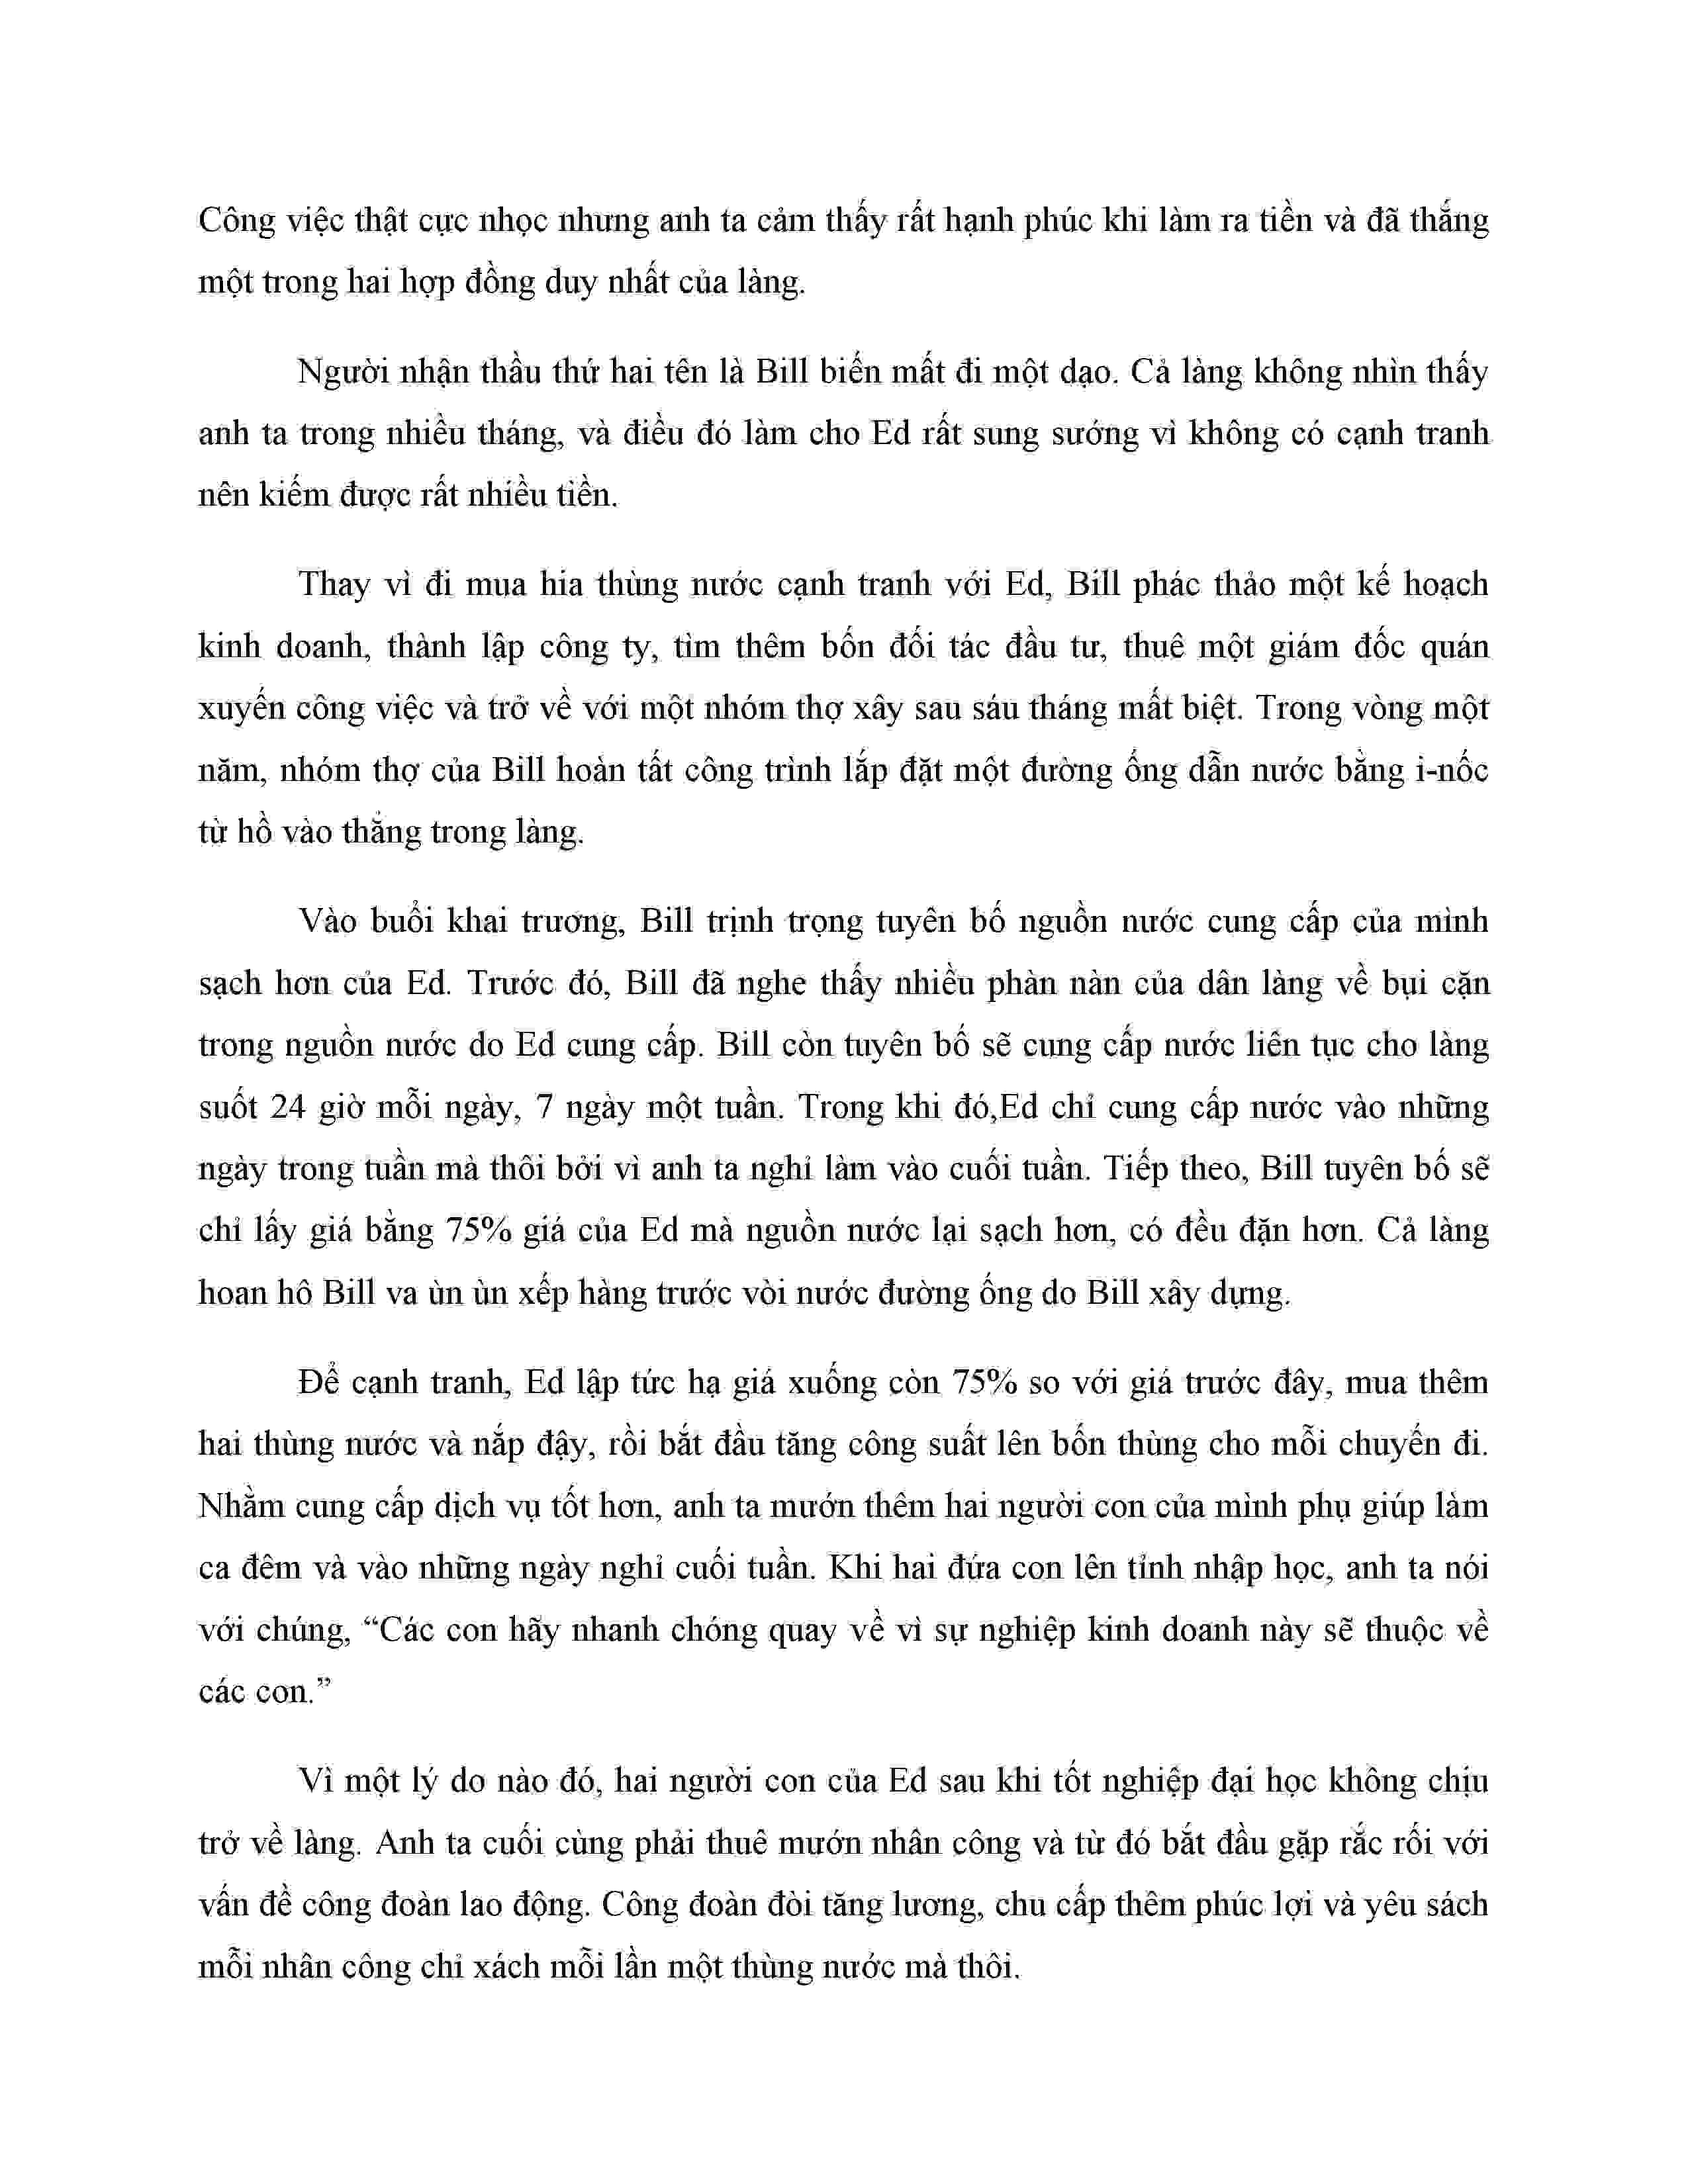 Công việc thật cực nhọc nhưng anh ta cảm thấy rất hạnh phúc khi làm ra tiền và đã thắng
một trong hai hợp đồng duy nhất của làng.
Người nhận thầu thứ hai tên là Bill biến mất đi một dạo. Cả làng không nhìn thấy
anh ta trong nhiều tháng, và điều đó làm cho Ed rất sung sướng vì không có cạnh tranh
nên kiếm được rất nhiều tiền.
Thay vì đi mua hia thùng nước cạnh tranh với Ed, Bill phác thảo một kế hoạch
kinh doanh, thành lập công ty, tìm thêm bốn đối tác đầu tư, thuê một giám đốc quán
xuyến công việc và trở về với một nhóm thợ xây sau sáu tháng mất biệt. Trong vòng một
năm, nhóm thợ của Bill hoàn tất công trình lắp đặt một đường ống dẫn nước bằng i-nốc
từ hồ vào thẳng trong làng.
Vào buổi khai trương, Bill trịnh trọng tuyên bố nguồn nước cung cấp của mình
sạch hơn của Ed. Trước đó, Bill đã nghe thấy nhiều phàn nàn của dân làng về bụi cặn
trong nguồn nước do Ed cung cấp. Bill còn tuyên bố sẽ cung cấp nước liên tục cho làng
suốt 24 giờ mỗi ngày, 7 ngày một tuần. Trong khi đó,Ed chỉ cung cấp nước vào những
ngày trong tuần mà thôi bởi vì anh ta nghỉ làm vào cuối tuần. Tiếp theo, Bill tuyên bố sẽ
chỉ lấy giá bằng 75% giá của Ed mà nguồn nước lại sạch hơn, có đều đặn hơn. Cả làng
hoan hô Bill va ùn ùn xếp hàng trước vòi nước đường ống do Bill xây dựng.
Để cạnh tranh, Ed lập tức hạ giá xuống còn 75% so với giá trước đây, mua thêm
hai thùng nước và nắp đậy, rồi bắt đầu tăng công suất lên bốn thùng cho mỗi chuyến đi.
Nhằm cung cấp dịch vụ tốt hơn, anh ta mướn thêm hai người con của mình phụ giúp làm
ca đêm và vào những ngày nghỉ cuối tuần. Khi hai đứa con lên tỉnh nhập học, anh ta nói
với chúng, “Các con hãy nhanh chóng quay về vì sự nghiệp kinh doanh này sẽ thuộc về
các con.”
Vì một lý do nào đó, hai người con của Ed sau khi tốt nghiệp đại học không chịu
trở về làng. Anh ta cuối cùng phải thuê mướn nhân công và từ đó bắt đầu gặp rắc rối với
vấn đề công đoàn lao động. Công đoàn đòi tăng lương, chu cấp thêm phúc lợi và yêu sách
mỗi nhân công chỉ xách mỗi lần một thùng nước mà thôi.